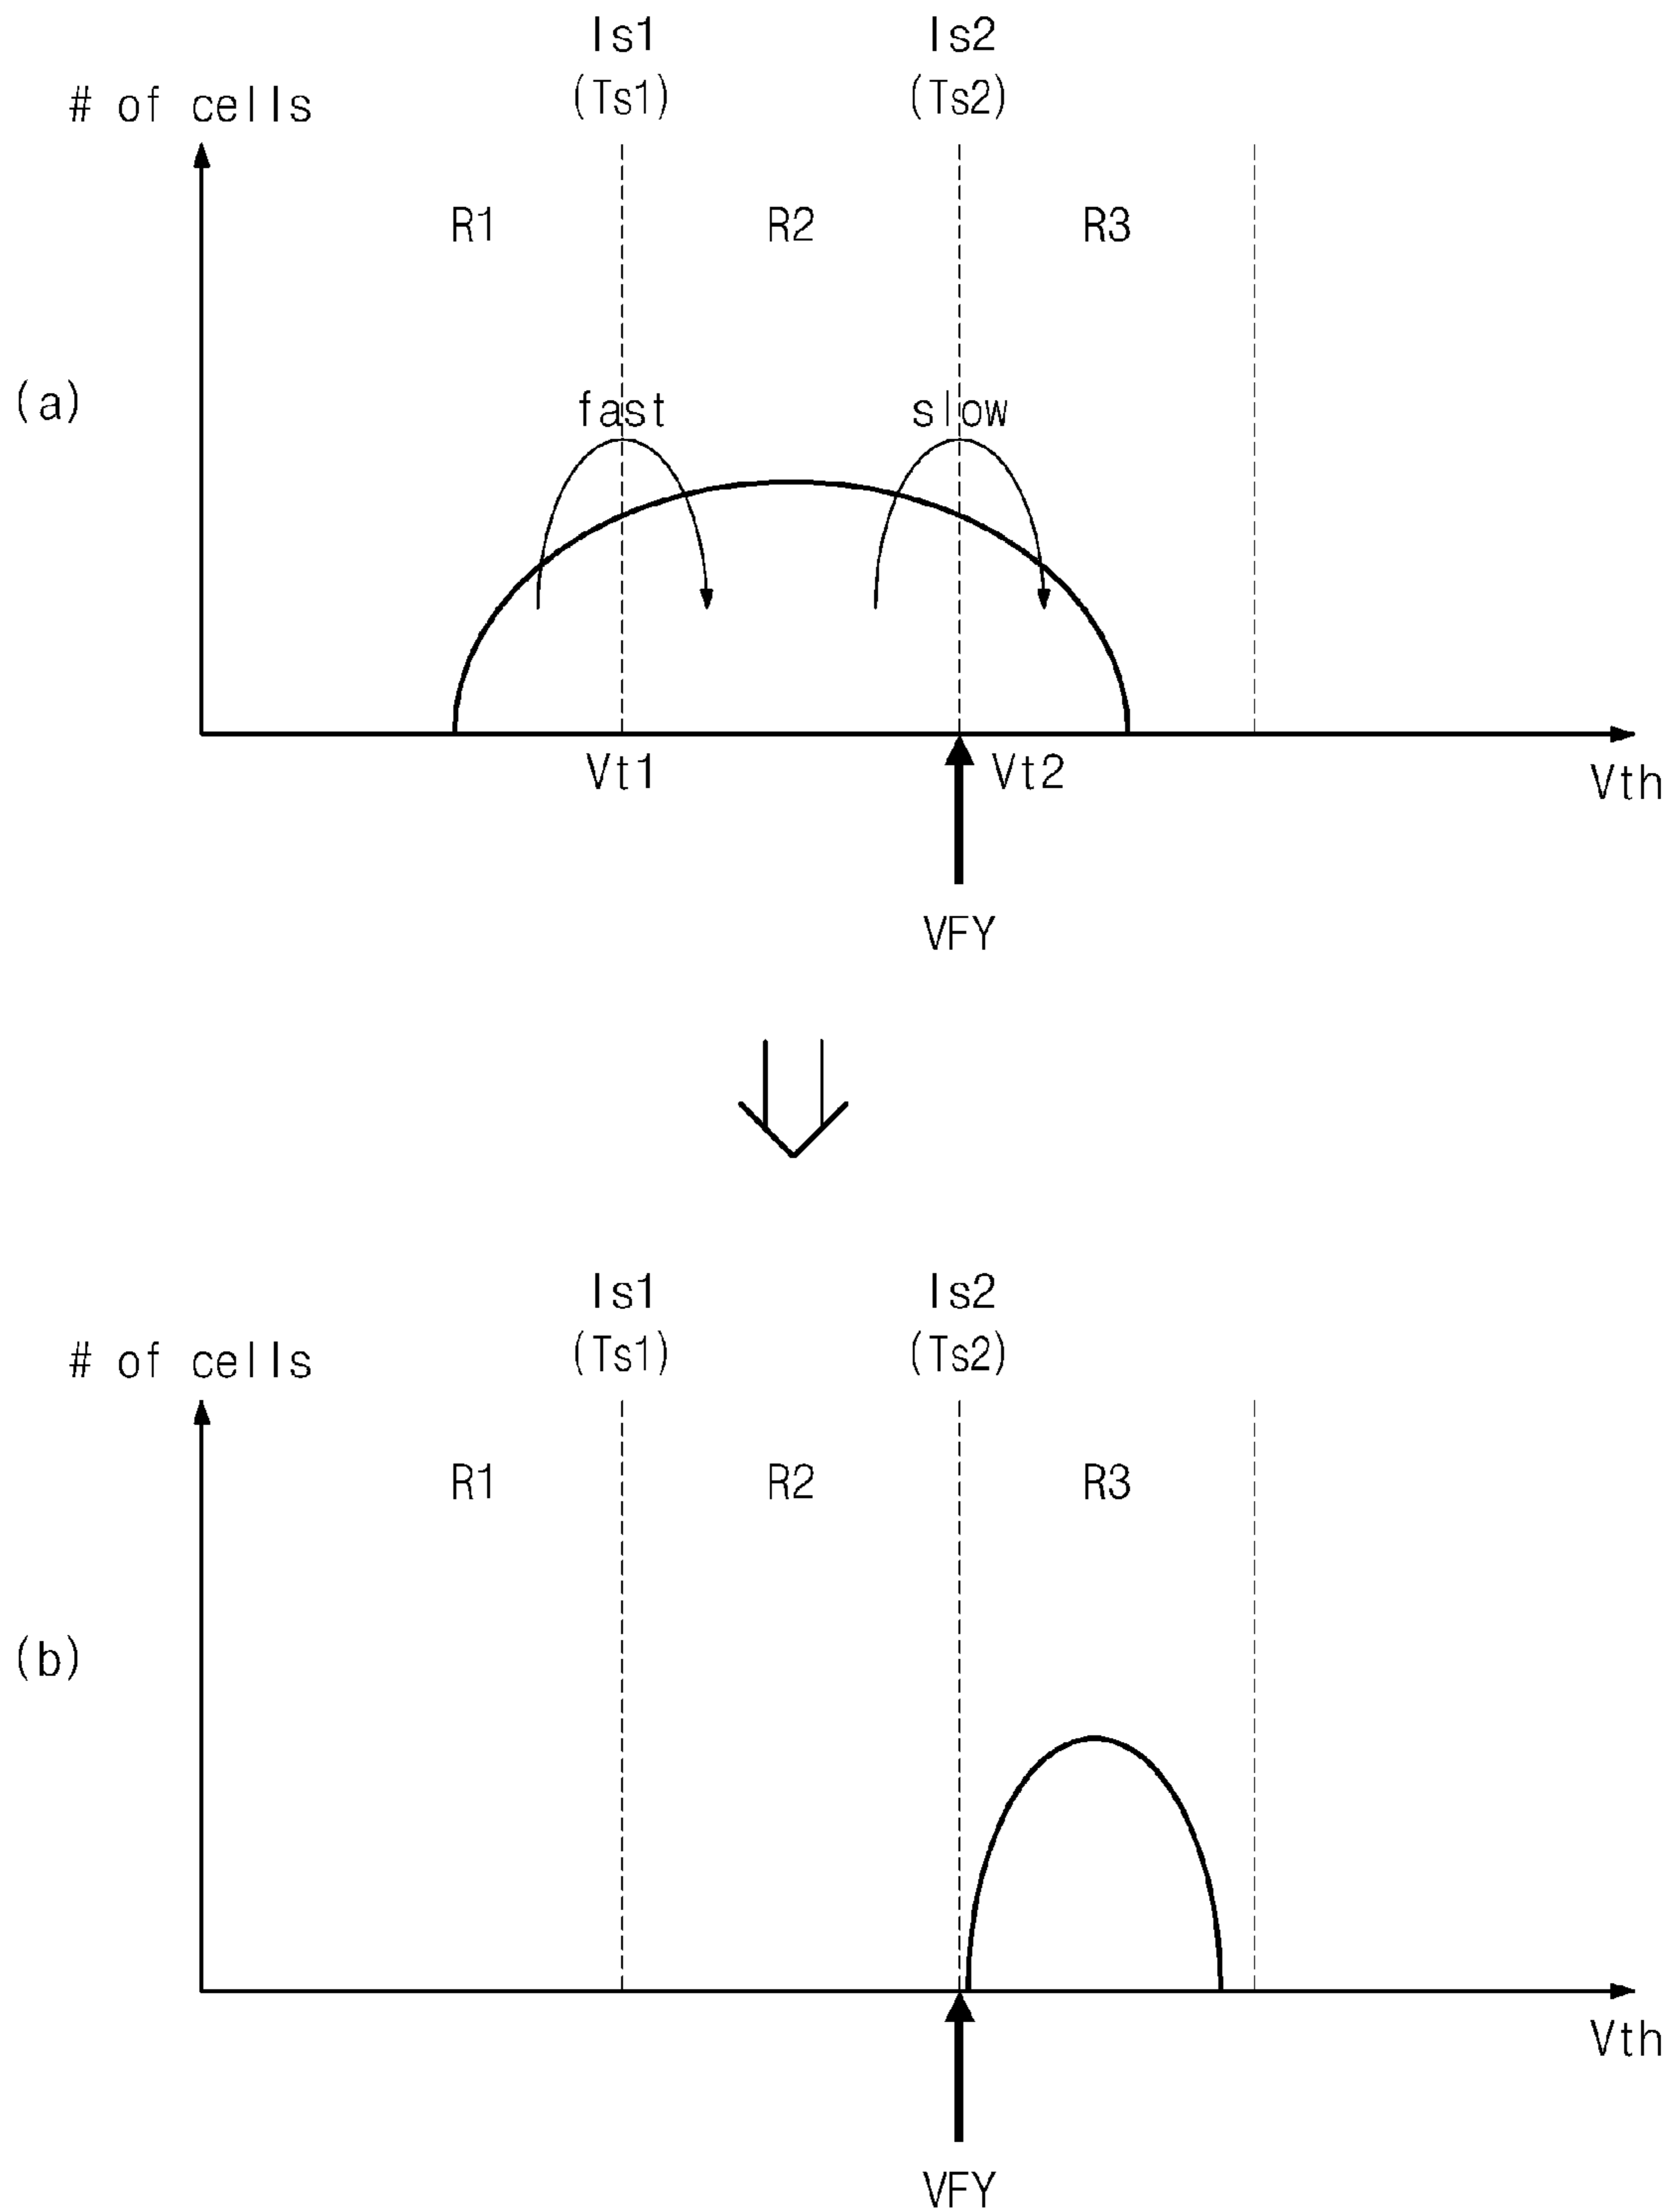 Is1 Is2
(Ts1) (Ts2)
# of cells
R1 R2 R3
(a)
fast slow
Vt1 Vt2
Vth
VFY
Is1 Is2
(Ts1) (Ts2)
# of cells
R1 R2 R3
(b)
Vth
VFY